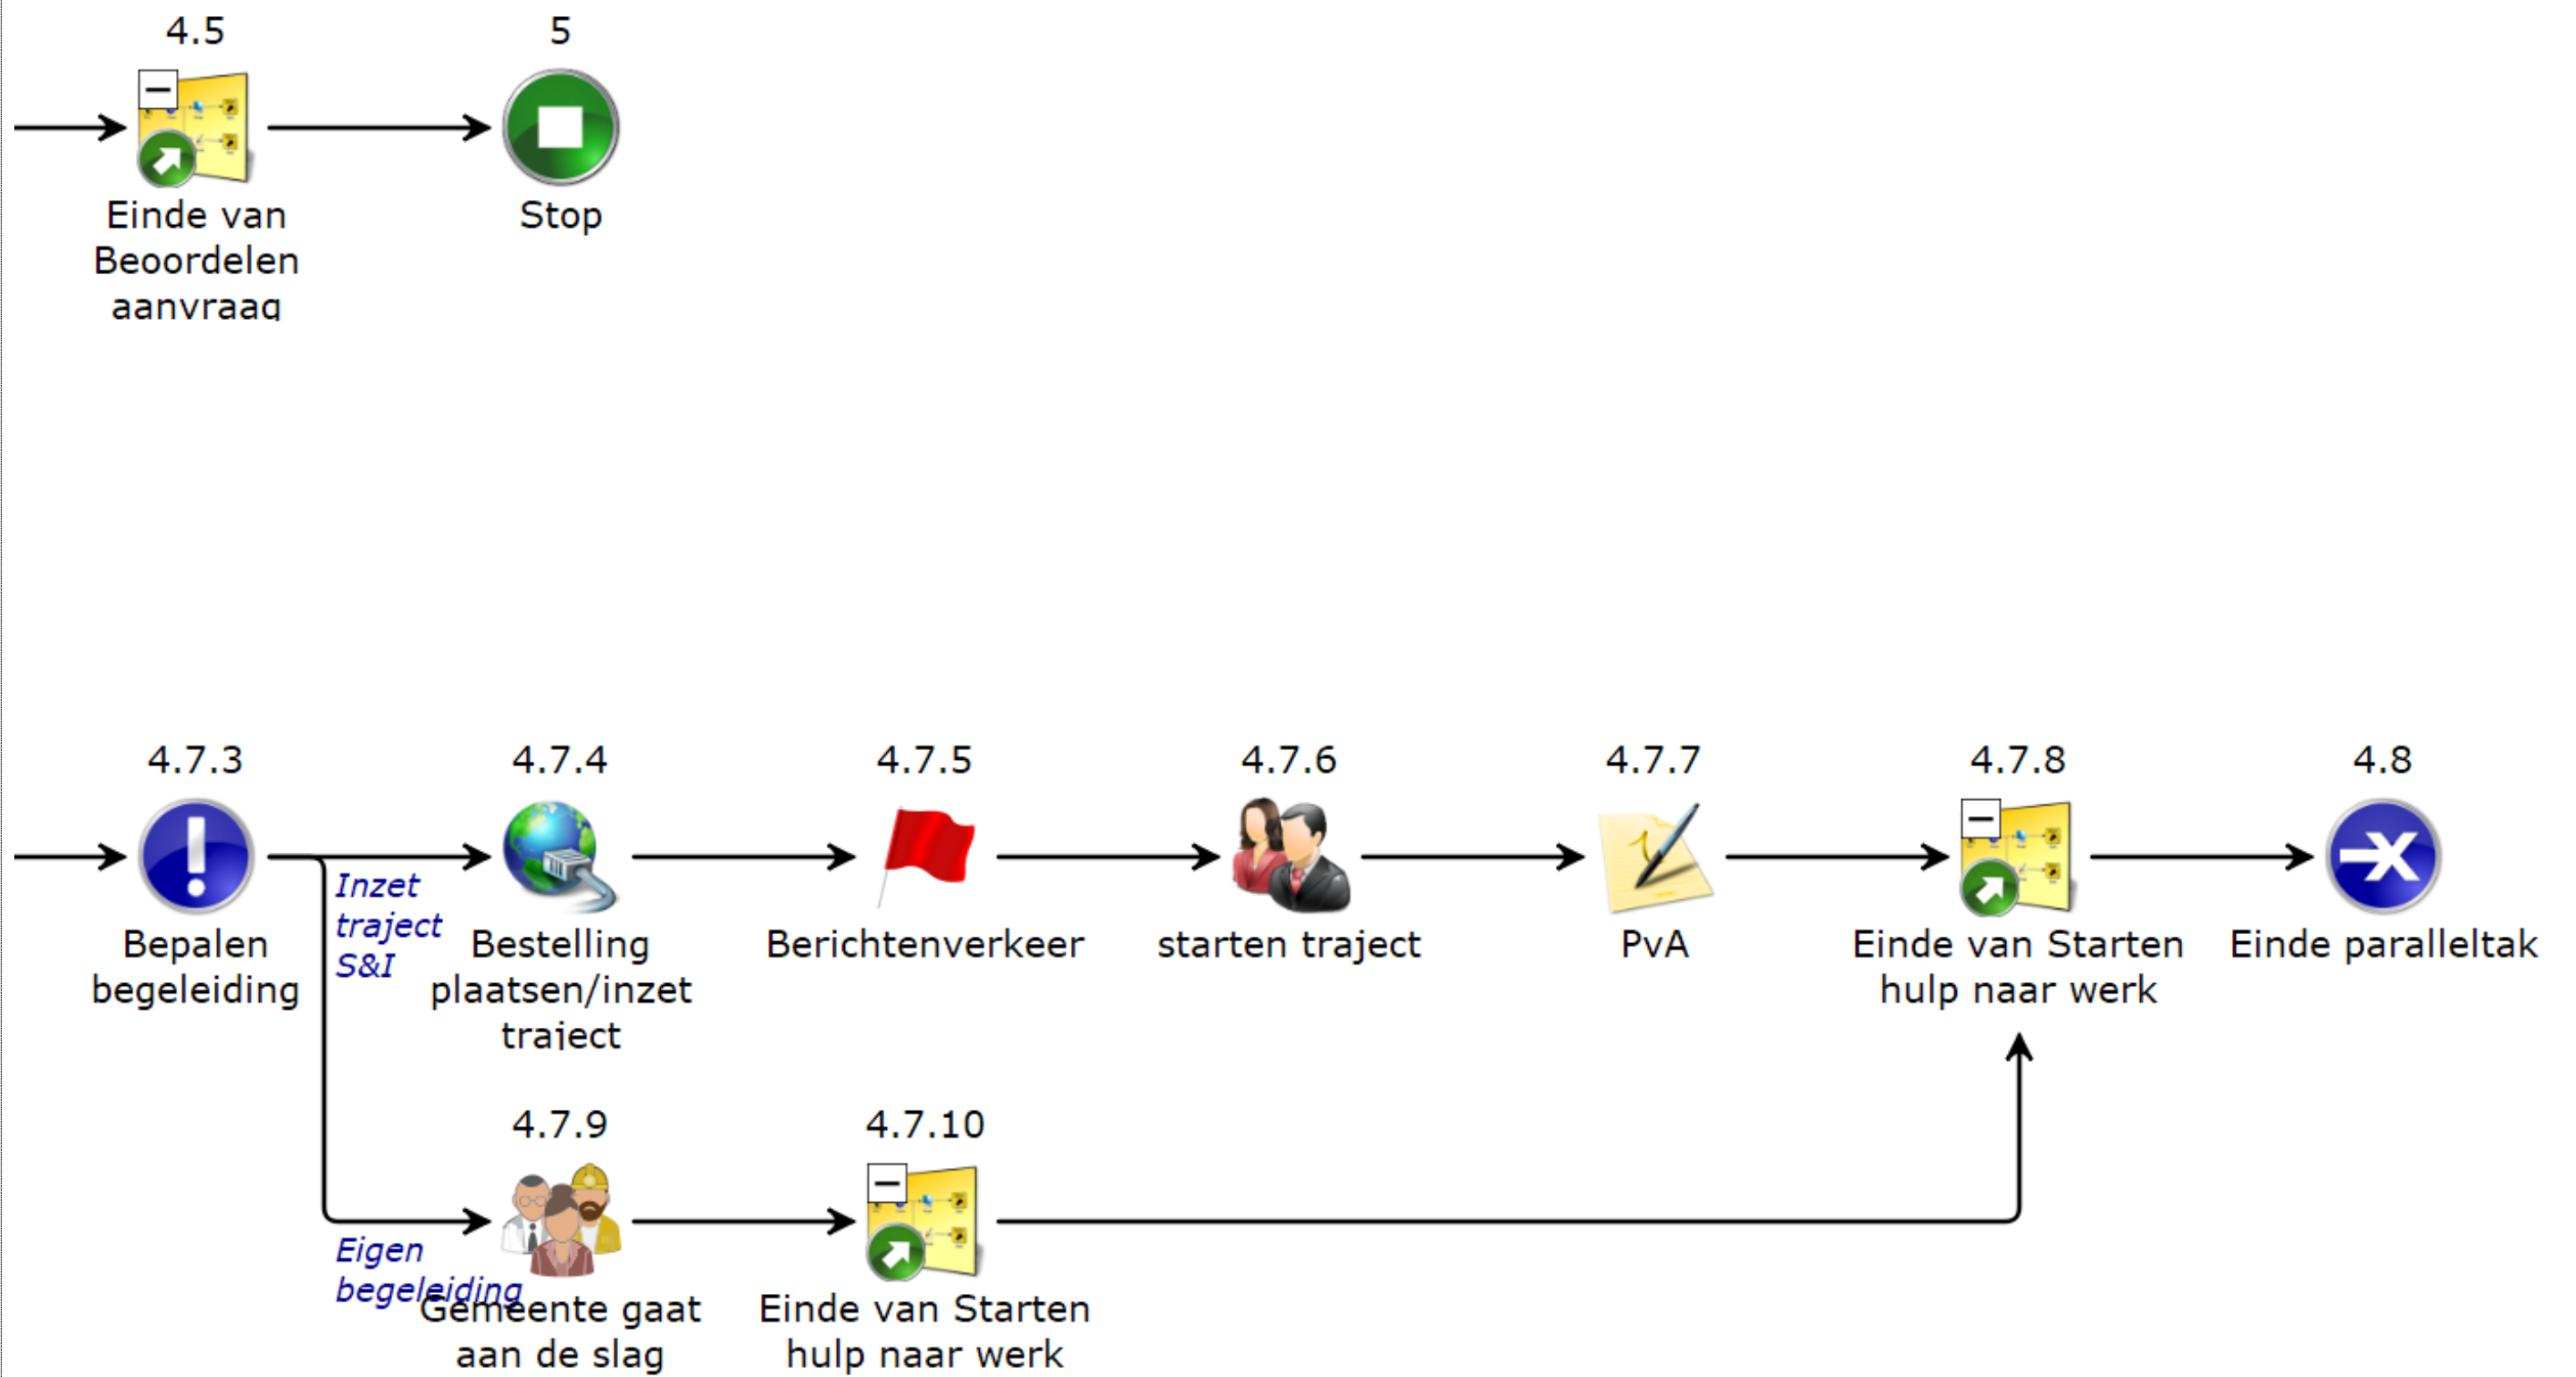 4.5
5
Einde van
Beoordelen
aanvraag
Stop
4.7.3
4.7.4
4.7.5
4.7.6
4.7.7
4.7.8
4.8
Inzet
traject
S&I
Bepalen
begeleiding
Bestelling
plaatsen/inzet
traject
Berichtenverkeer
starten traject
PvA
Einde van Starten
hulp naar werk
Einde paralleltak
4.7.9
4.7.10
Eigen
begeleiding
Gemeente gaat
aan de slag
Einde van Starten
hulp naar werk